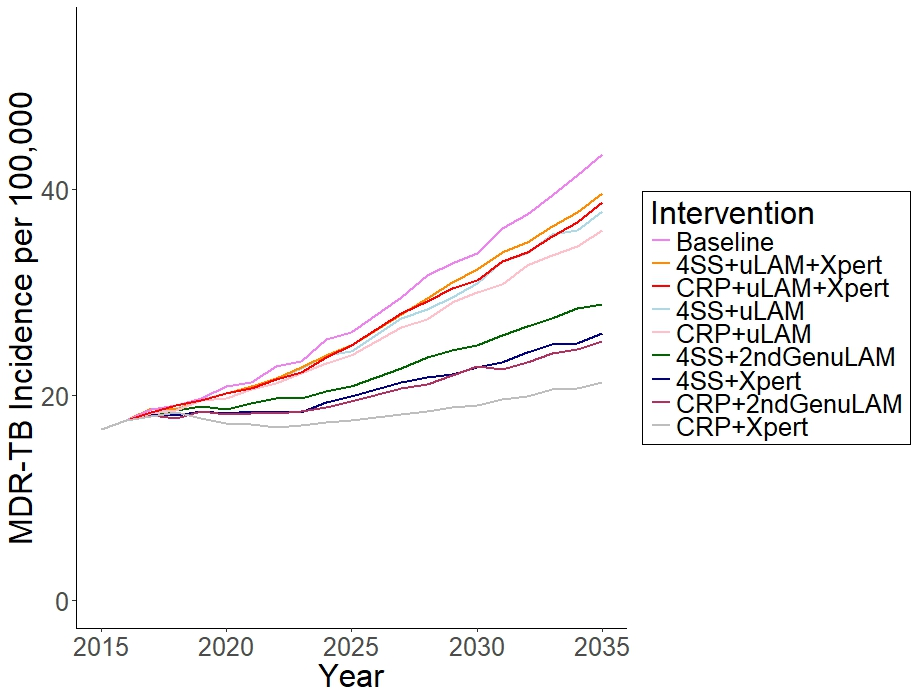 MDR-TB Incidence per 100,000
40
20
0
2015 2020 2025 2030 2035
Year
Intervention
Baseline
4SS+uLAM+Xpert
CRP+uLAM+Xpert
4SS+uLAM
CRP+uLAM
4SS+2ndGenuLAM
4SS+Xpert
CRP+2ndGenuLAM
CRP+Xpert